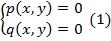 p(x, y) = 0
q(x, y) = 0 (1)